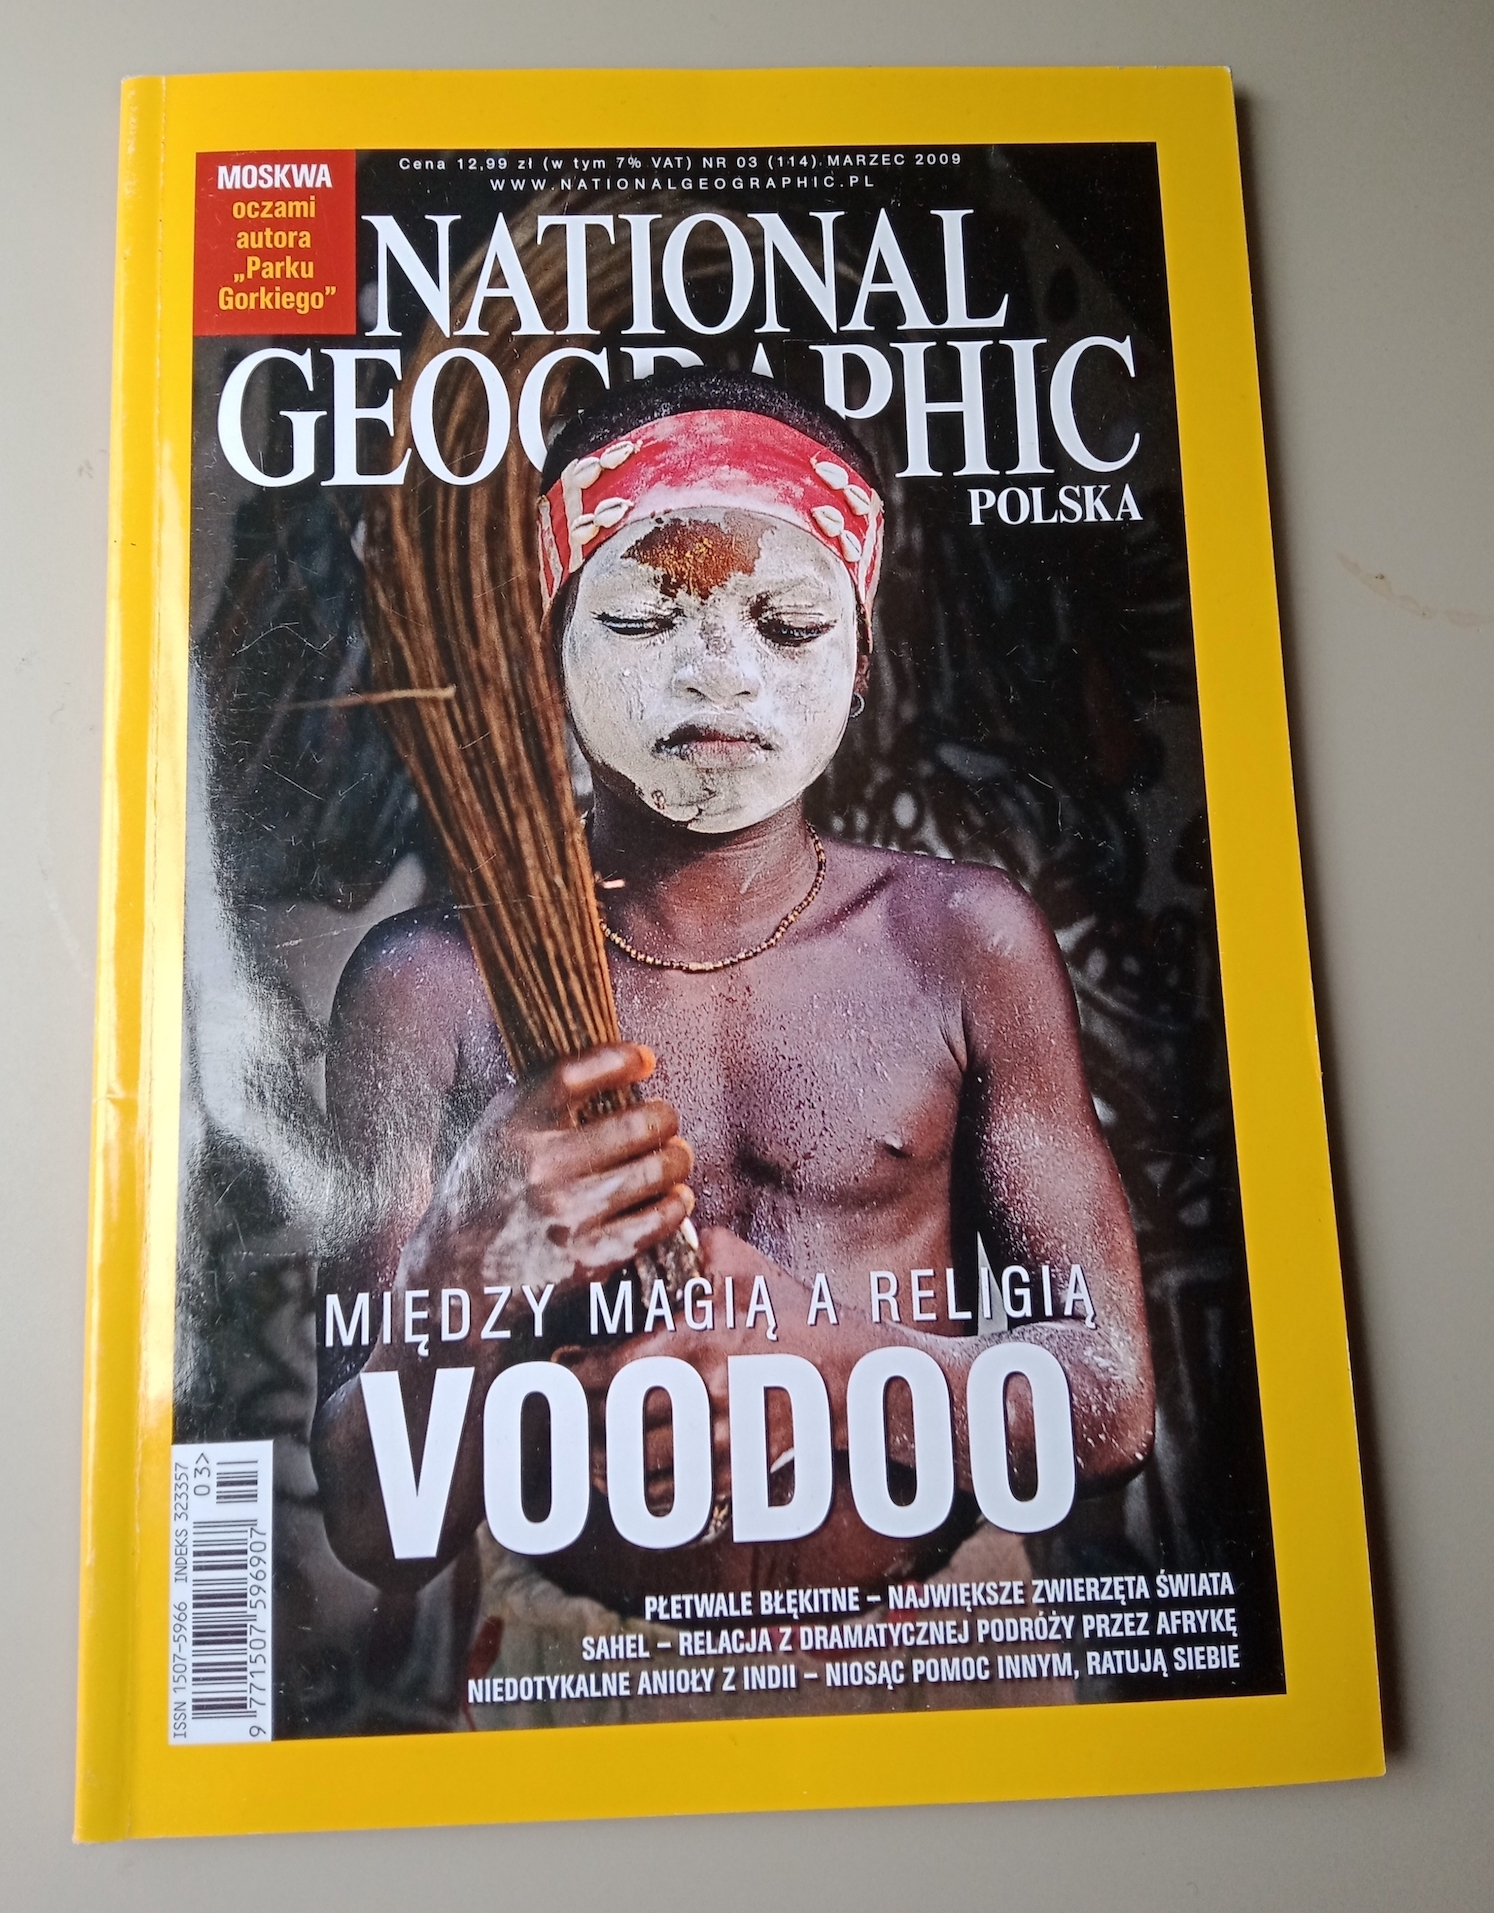 MOSKWA
oczami
autora
„Parku
Gorkiego”
Cena 12,99 zł (w tym 7% VAT) NR 03 (114) MARZEC 2009
WWW.NATIONALGEOGRAPHIC.PL
NATIONAL
GEOGRAPHIC
POLSKA
MIĘDZY MAGIĄ A RELIGIĄ
VOODOO
PŁETWALE BŁĘKITNE – NAJWIĘKSZE ZWIERZĘTA ŚWIATA
SAHEL – RELACJA Z DRAMATYCZNEJ PODRÓŻY PRZEZ AFRYKĘ
NIEDOTYKALNE ANIOŁY Z INDII – NIOSĄC POMOC INNYM, RATUJĄ SIEBIE
ISSN 1507-5966 INDEKS 323357
03>
9 771507 596907